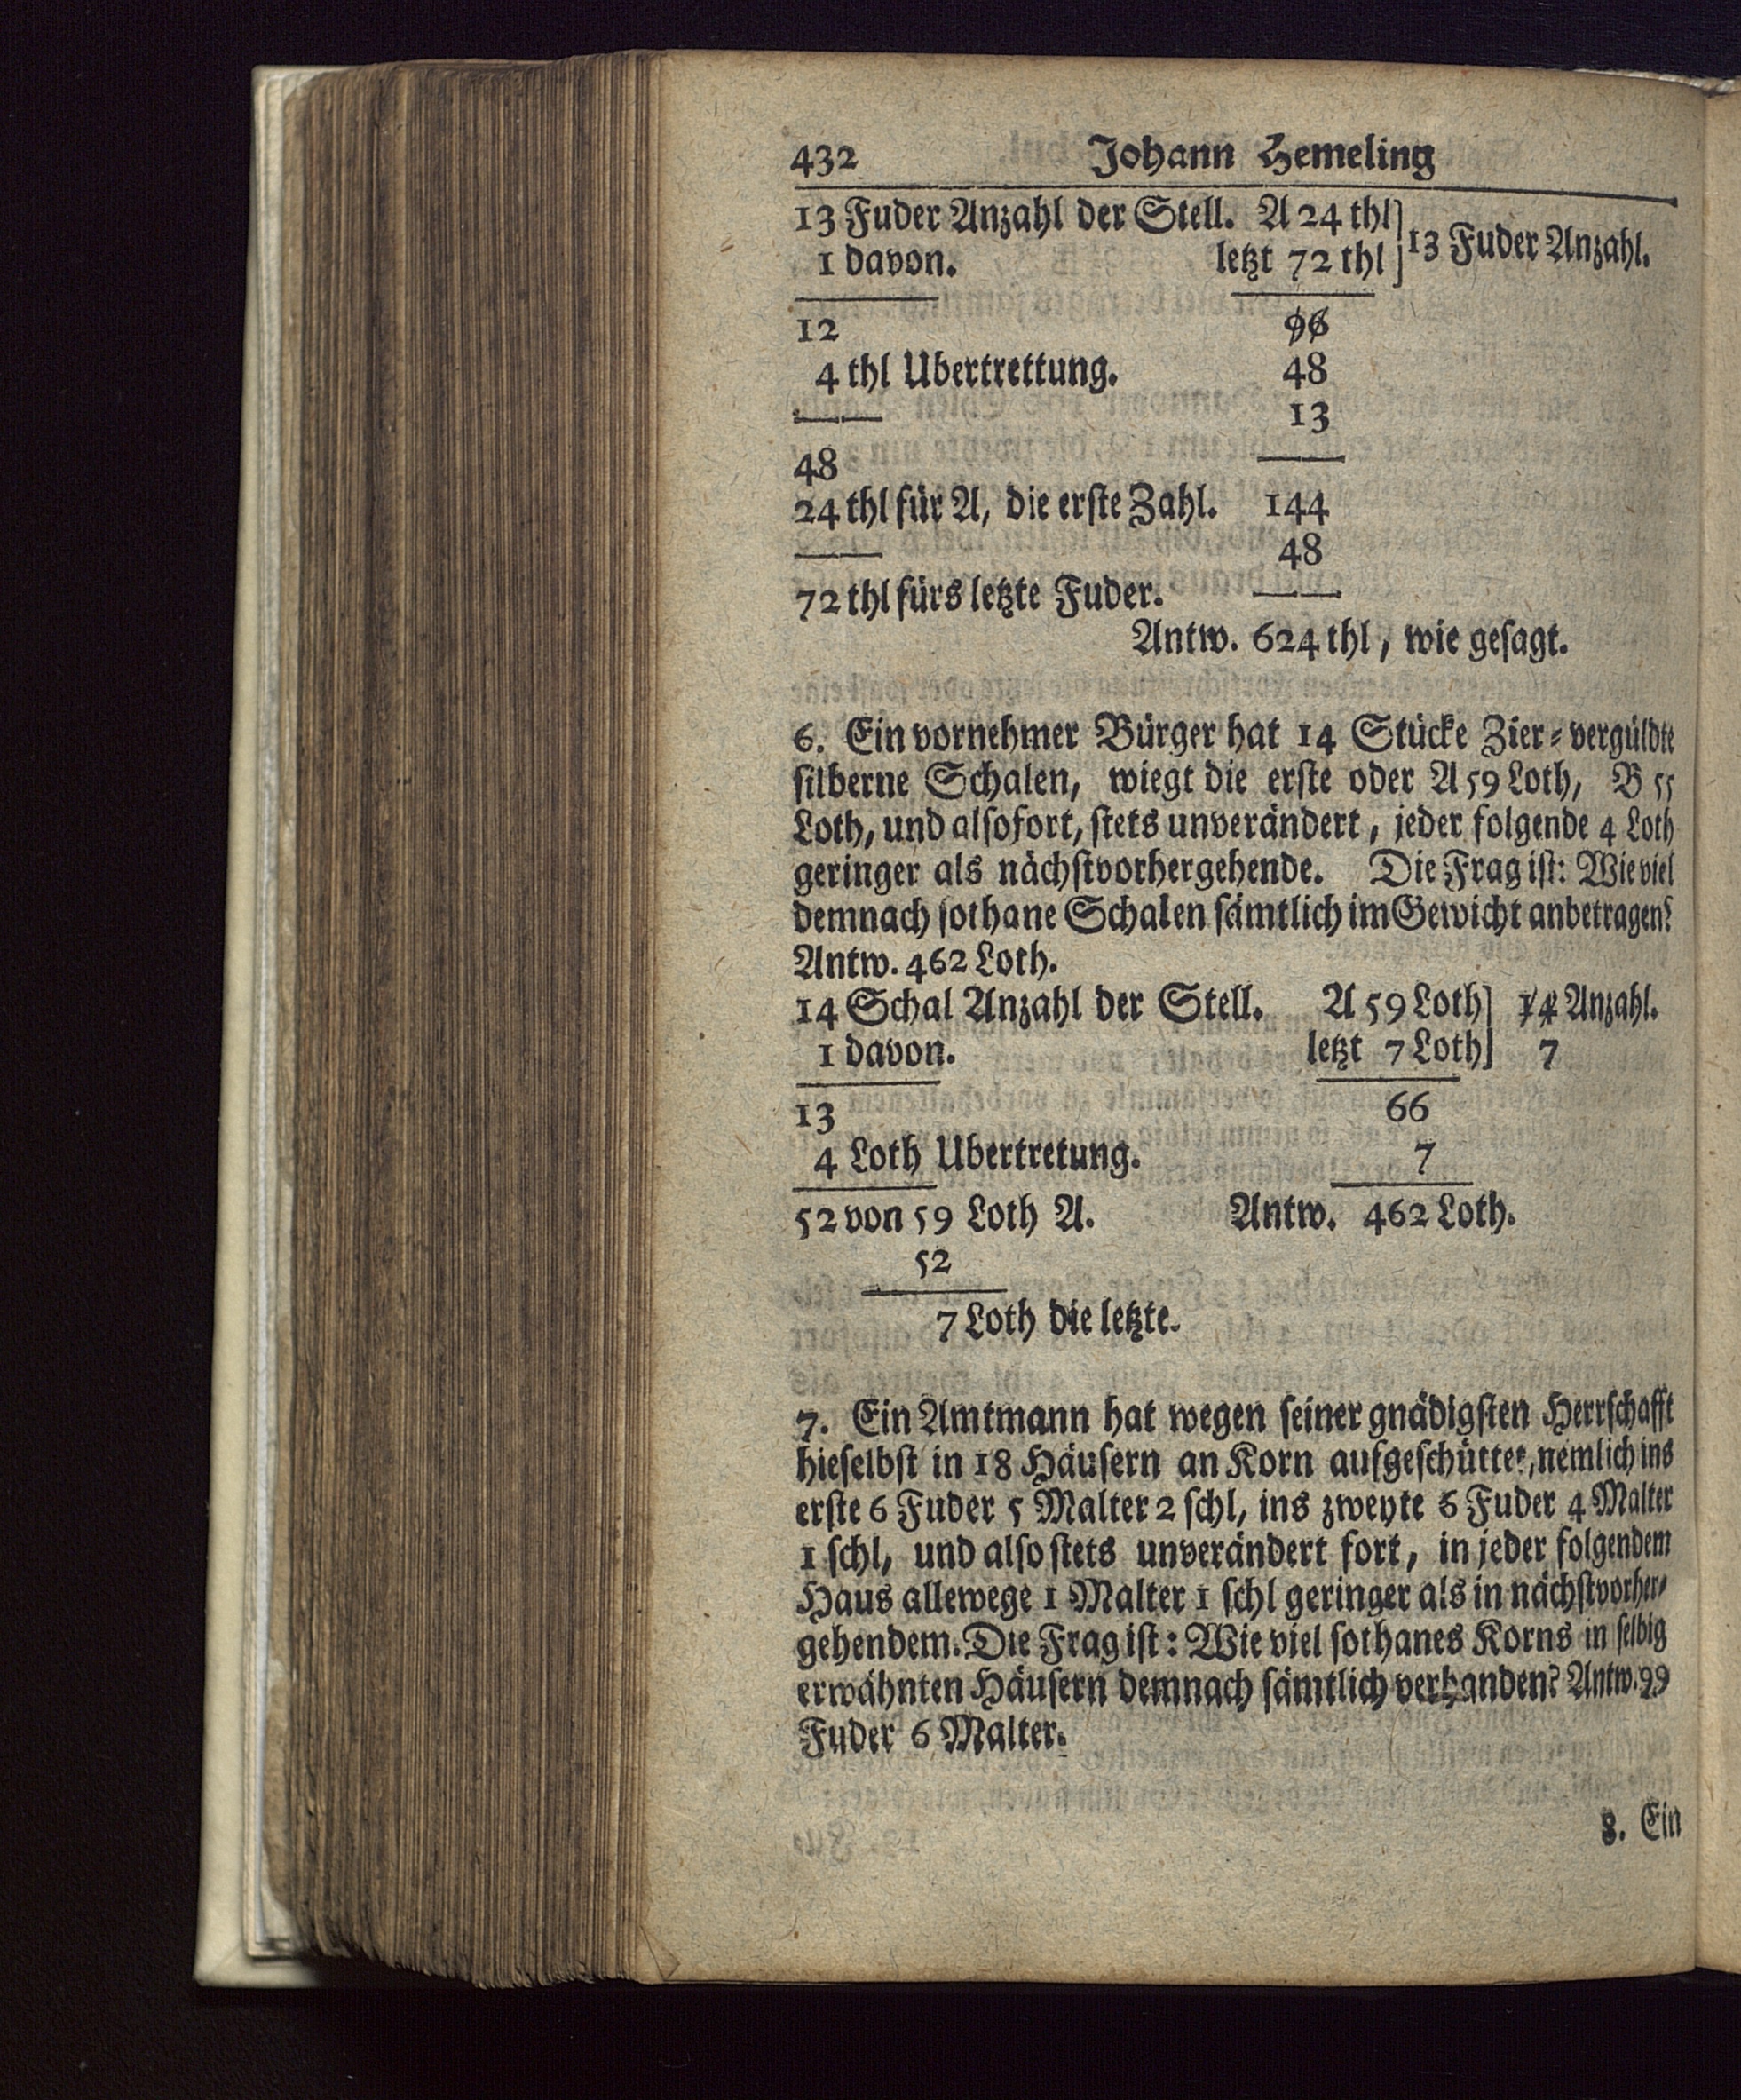 432 Johann Hemeling
13 Fuder Anzahl der Stell. A 24 thl] 13 Fuder Anzahl.
1 davon. letzt 72 thl]
12 96
4 thl Ubertrettung. 48
13
48
24 thl für A, die erste Zahl. 144
48
72 thl fürs letzte Fuder.
Antw. 624 thl, wie gesagt.
6. Ein vornehmer Bürger hat 14 Stücke Zier-vergüldte
silberne Schalen, wiegt die erste oder A 59 Loth, B 55
Loth, und alsofort, stets unverändert, jeder folgende 4 Loth
geringer als nächstvorhergehende. Die Frag ist: Wie viel
demnach sothane Schalen sämtlich im Gewicht anbetragen?
Antw. 462 Loth.
14 Schal Anzahl der Stell. A 59 Loth] 14 Anzahl.
1 davon. letzt 7 Loth] 7
13 66
4 Loth Ubertretung. 7
52 von 59 Loth A. Antw. 462 Loth.
52
7 Loth die letzte.
7. Ein Amtmann hat wegen seiner gnädigsten Herrschafft
hieselbst in 18 Häusern an Korn aufgeschüttet, nemlich ins
erste 6 Fuder 5 Malter 2 schl, ins zweyte 6 Fuder 4 Malter
1 schl, und also stets unverändert fort, in jeder folgendem
Haus allewege 1 Malter 1 schl geringer als in nächstvorher-
gehendem. Die Frag ist: Wie viel sothanes Korns in selbig
erwähnten Häusern demnach sämtlich verhanden? Antw. 99
Fuder 6 Malter.
8. Ein